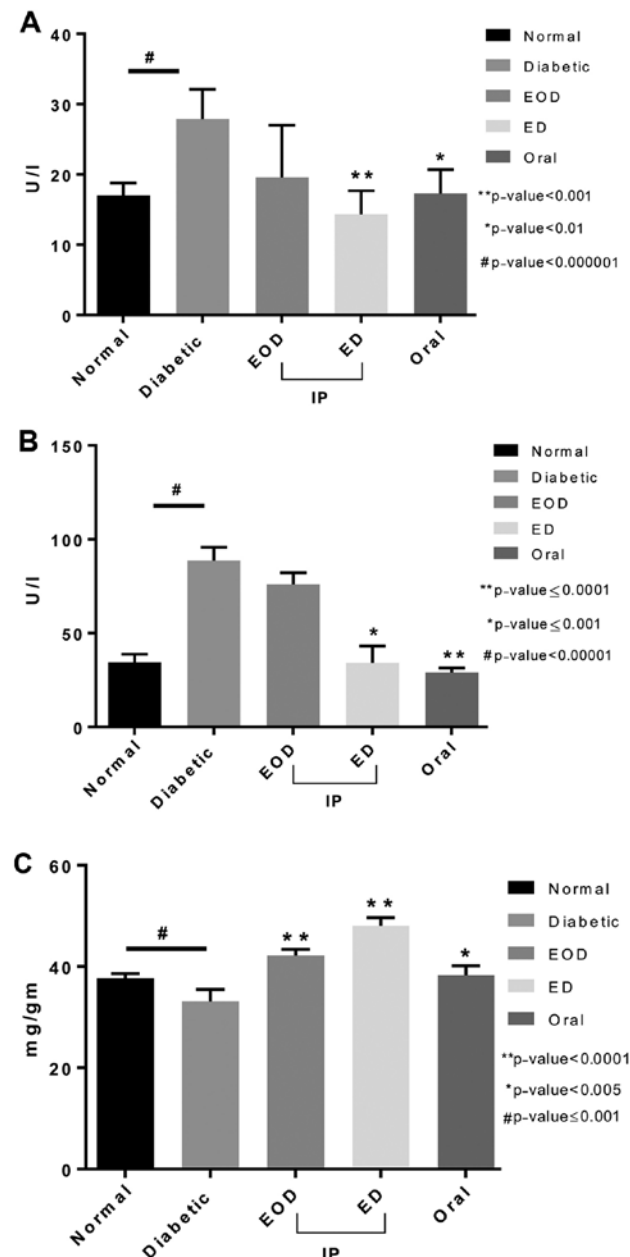 A
40
30
20
10
0
U/l
#
**
*
Normal
Diabetic
EOD
ED
Oral
IP
Normal
Diabetic
EOD
ED
Oral
**p-value<0.001
*p-value<0.01
#p-value<0.000001
B
150
100
50
0
U/l
#
*
**
Normal
Diabetic
EOD
ED
Oral
IP
Normal
Diabetic
EOD
ED
Oral
**p-value≤0.0001
*p-value≤0.001
#p-value<0.00001
C
60
40
20
0
mg/gm
#
**
**
*
Normal
Diabetic
EOD
ED
Oral
IP
Normal
Diabetic
EOD
ED
Oral
**p-value<0.0001
*p-value<0.005
#p-value≤0.001